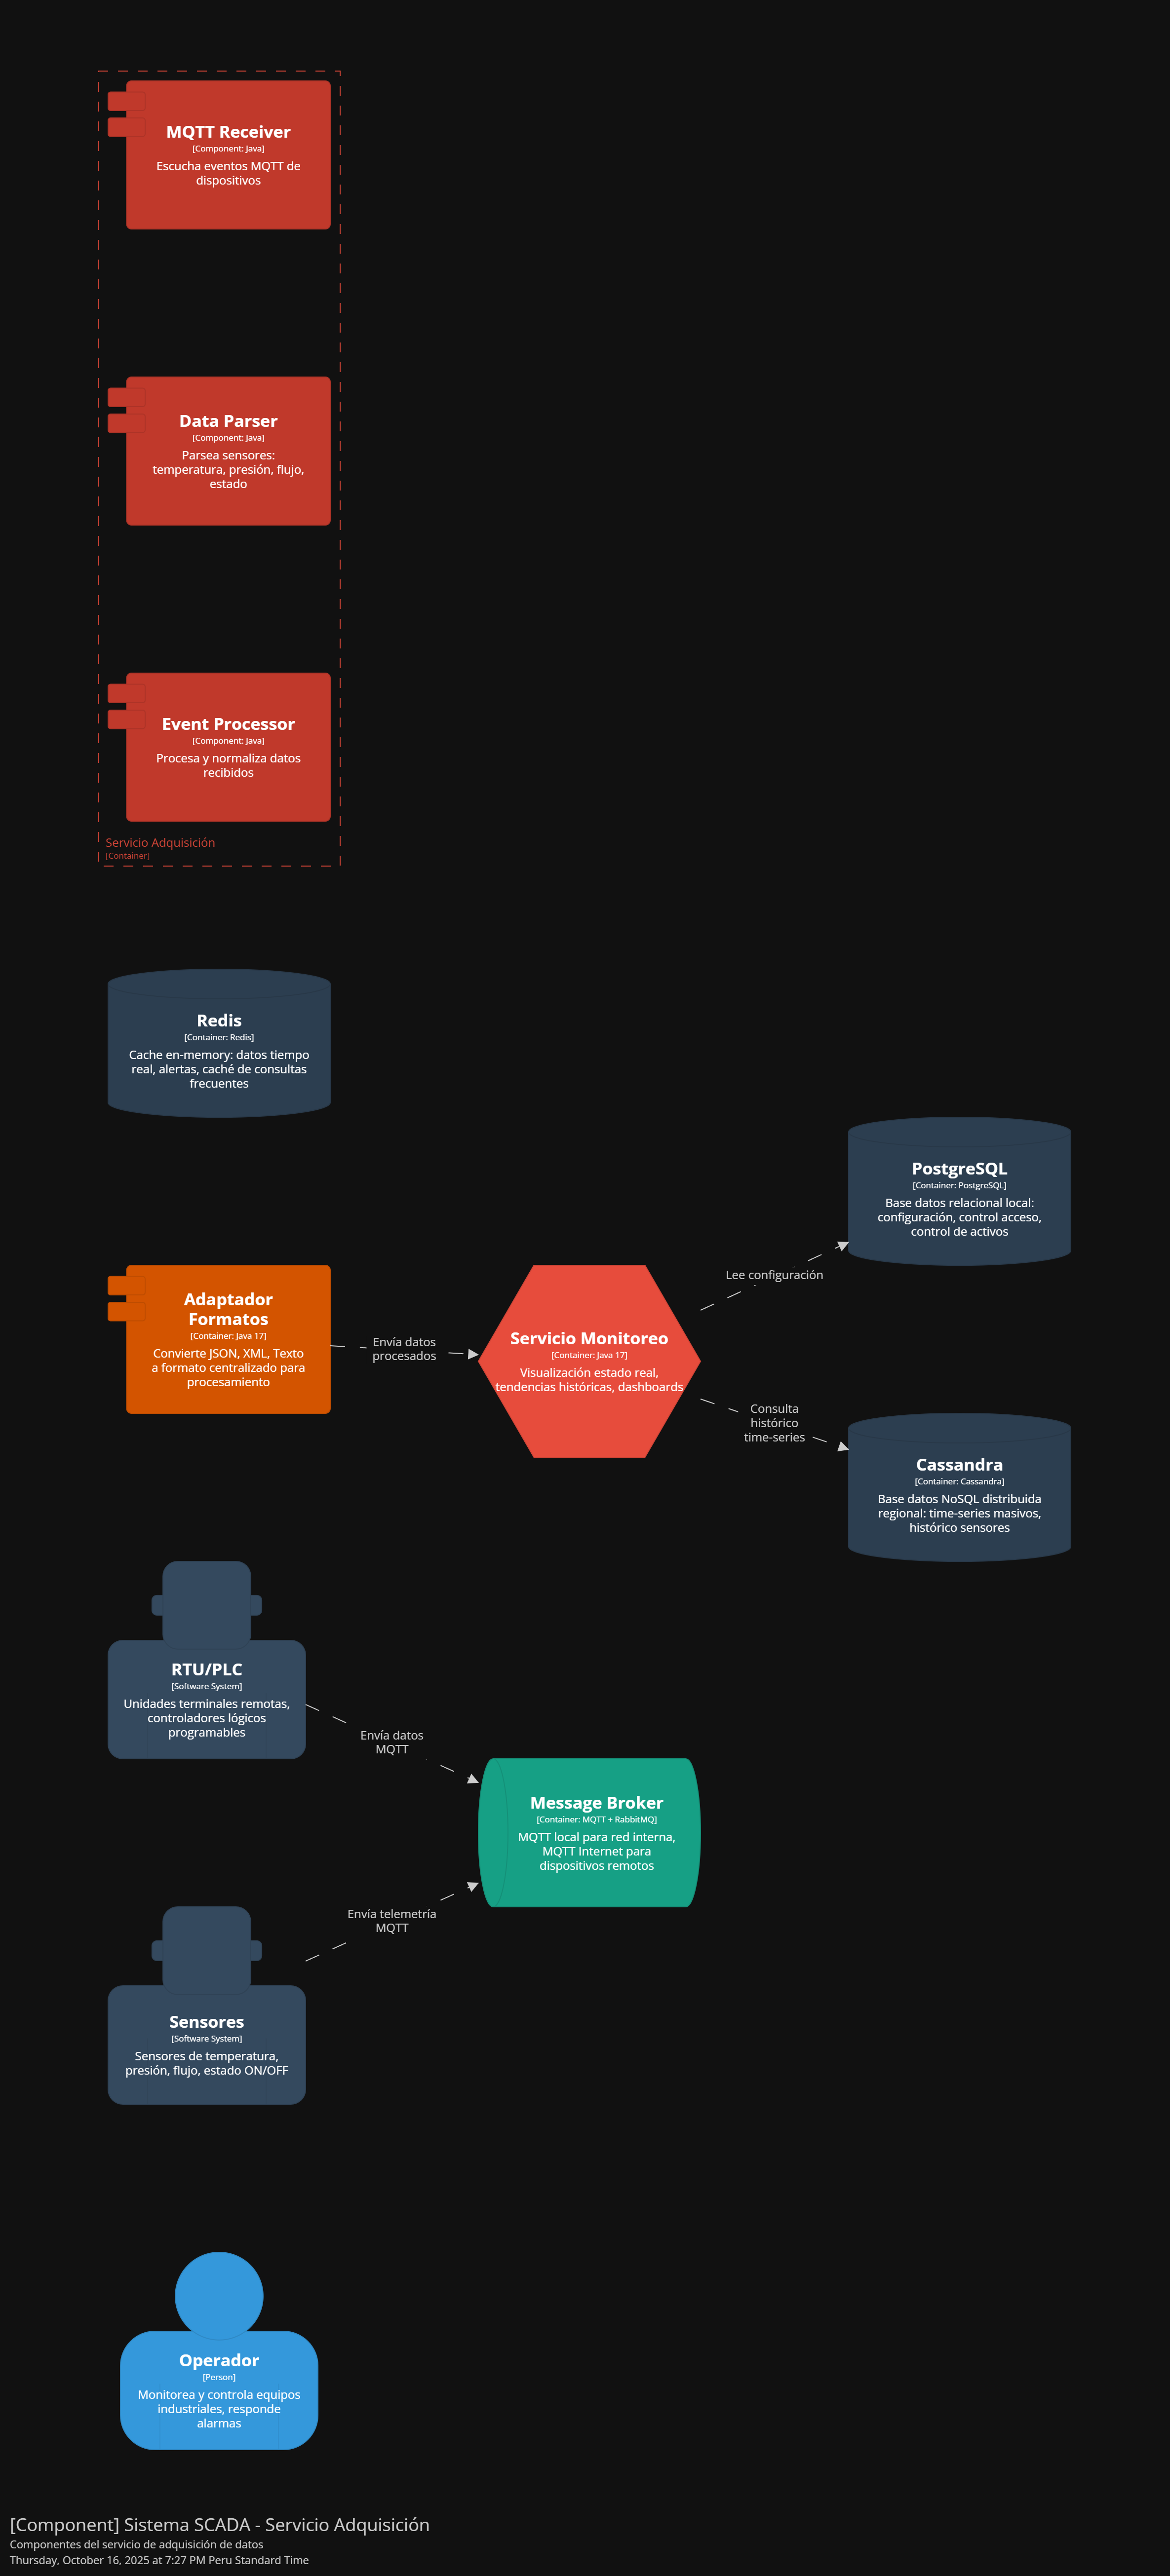 MQTT Receiver
[Component: Java]
Escucha eventos MQTT de
dispositivos
Data Parser
[Component: Java]
Parsea sensores:
temperatura, presión, flujo,
estado
Event Processor
[Component: Java]
Procesa y normaliza datos
recibidos
Servicio Adquisición
[Container]
Redis
[Container: Redis]
Cache en-memory: datos tiempo
real, alertas, caché de consultas
frecuentes
PostgreSQL
[Container: PostgreSQL]
Base datos relacional local:
configuración, control acceso,
control de activos
Lee configuración
Adaptador
Formatos
[Container: Java 17]
Convierte JSON, XML, Texto
a formato centralizado para
procesamiento
Envía datos
procesados
Servicio Monitoreo
[Container: Java 17]
Visualización estado real,
tendencias históricas, dashboards
Consulta
histórico
time-series
Cassandra
[Container: Cassandra]
Base datos NoSQL distribuida
regional: time-series masivos,
histórico sensores
RTU/PLC
[Software System]
Unidades terminales remotas,
controladores lógicos
programables
Envía datos
MQTT
Message Broker
[Container: MQTT + RabbitMQ]
MQTT local para red interna,
MQTT Internet para
dispositivos remotos
Envía telemetría
MQTT
Sensores
[Software System]
Sensores de temperatura,
presión, flujo, estado ON/OFF
Operador
[Person]
Monitorea y controla equipos
industriales, responde
alarmas
[Component] Sistema SCADA - Servicio Adquisición
Componentes del servicio de adquisición de datos
Thursday, October 16, 2025 at 7:27 PM Peru Standard Time